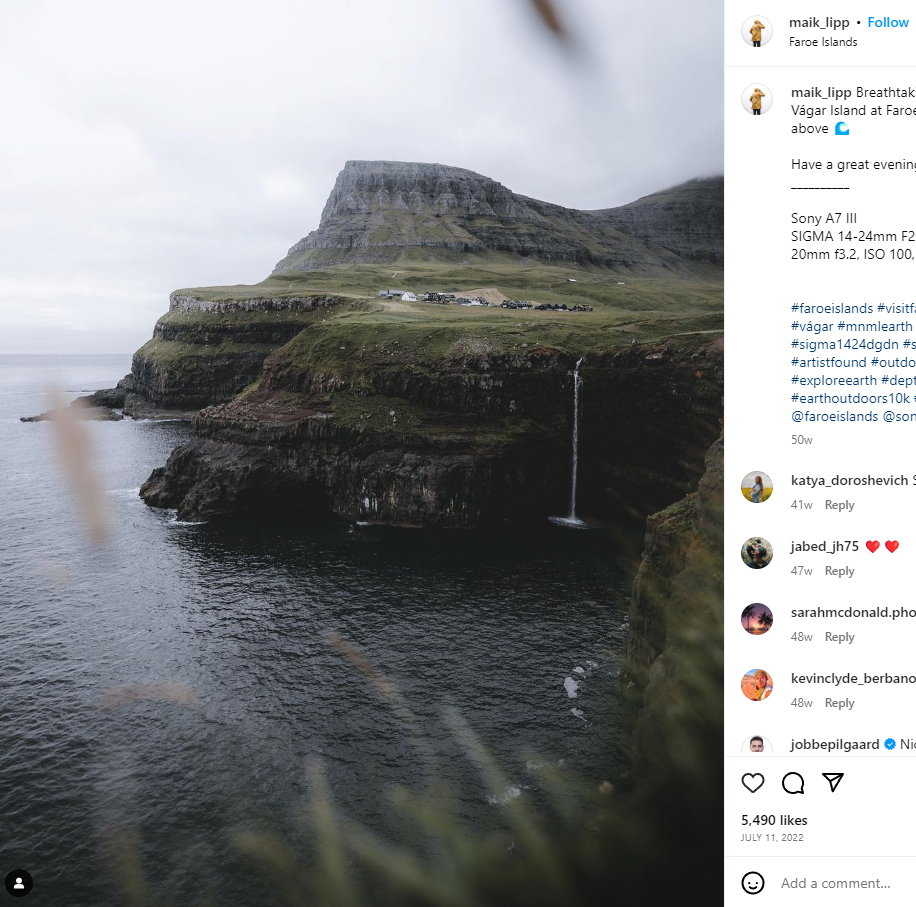 maik_lipp • Follow
Faroe Islands
maik_lipp Breathtak
Vágar Island at Faroe
above
Have a great evening
__________
Sony A7 III
SIGMA 14-24mm F2
20mm f3.2, ISO 100,
#faroeislands #visitfa
#vágar #mnmlearth
#sigma1424dgdn #s
#artistfound #outdo
#exploreearth #dept
#earthoutdoors10k #
@faroeislands @son
50w
katya_doroshevich S
41w Reply
jabed_jh75 ❤️ ❤️
47w Reply
sarahmcdonald.pho
48w Reply
kevinclyde_berbano
48w Reply
jobbepilgaard Nic
5,490 likes
JULY 11, 2022
Add a comment...